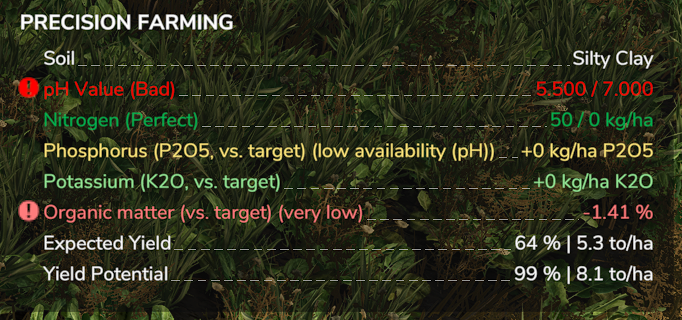 PRECISION FARMING
Soil Silty Clay
! pH Value (Bad) 5.500 / 7.000
Nitrogen (Perfect) 50 / 0 kg/ha
Phosphorus (P2O5, vs. target) (low availability (pH)) +0 kg/ha P2O5
Potassium (K2O, vs. target) +0 kg/ha K2O
! Organic matter (vs. target) (very low) -1.41 %
Expected Yield 64 % | 5.3 to/ha
Yield Potential 99 % | 8.1 to/ha